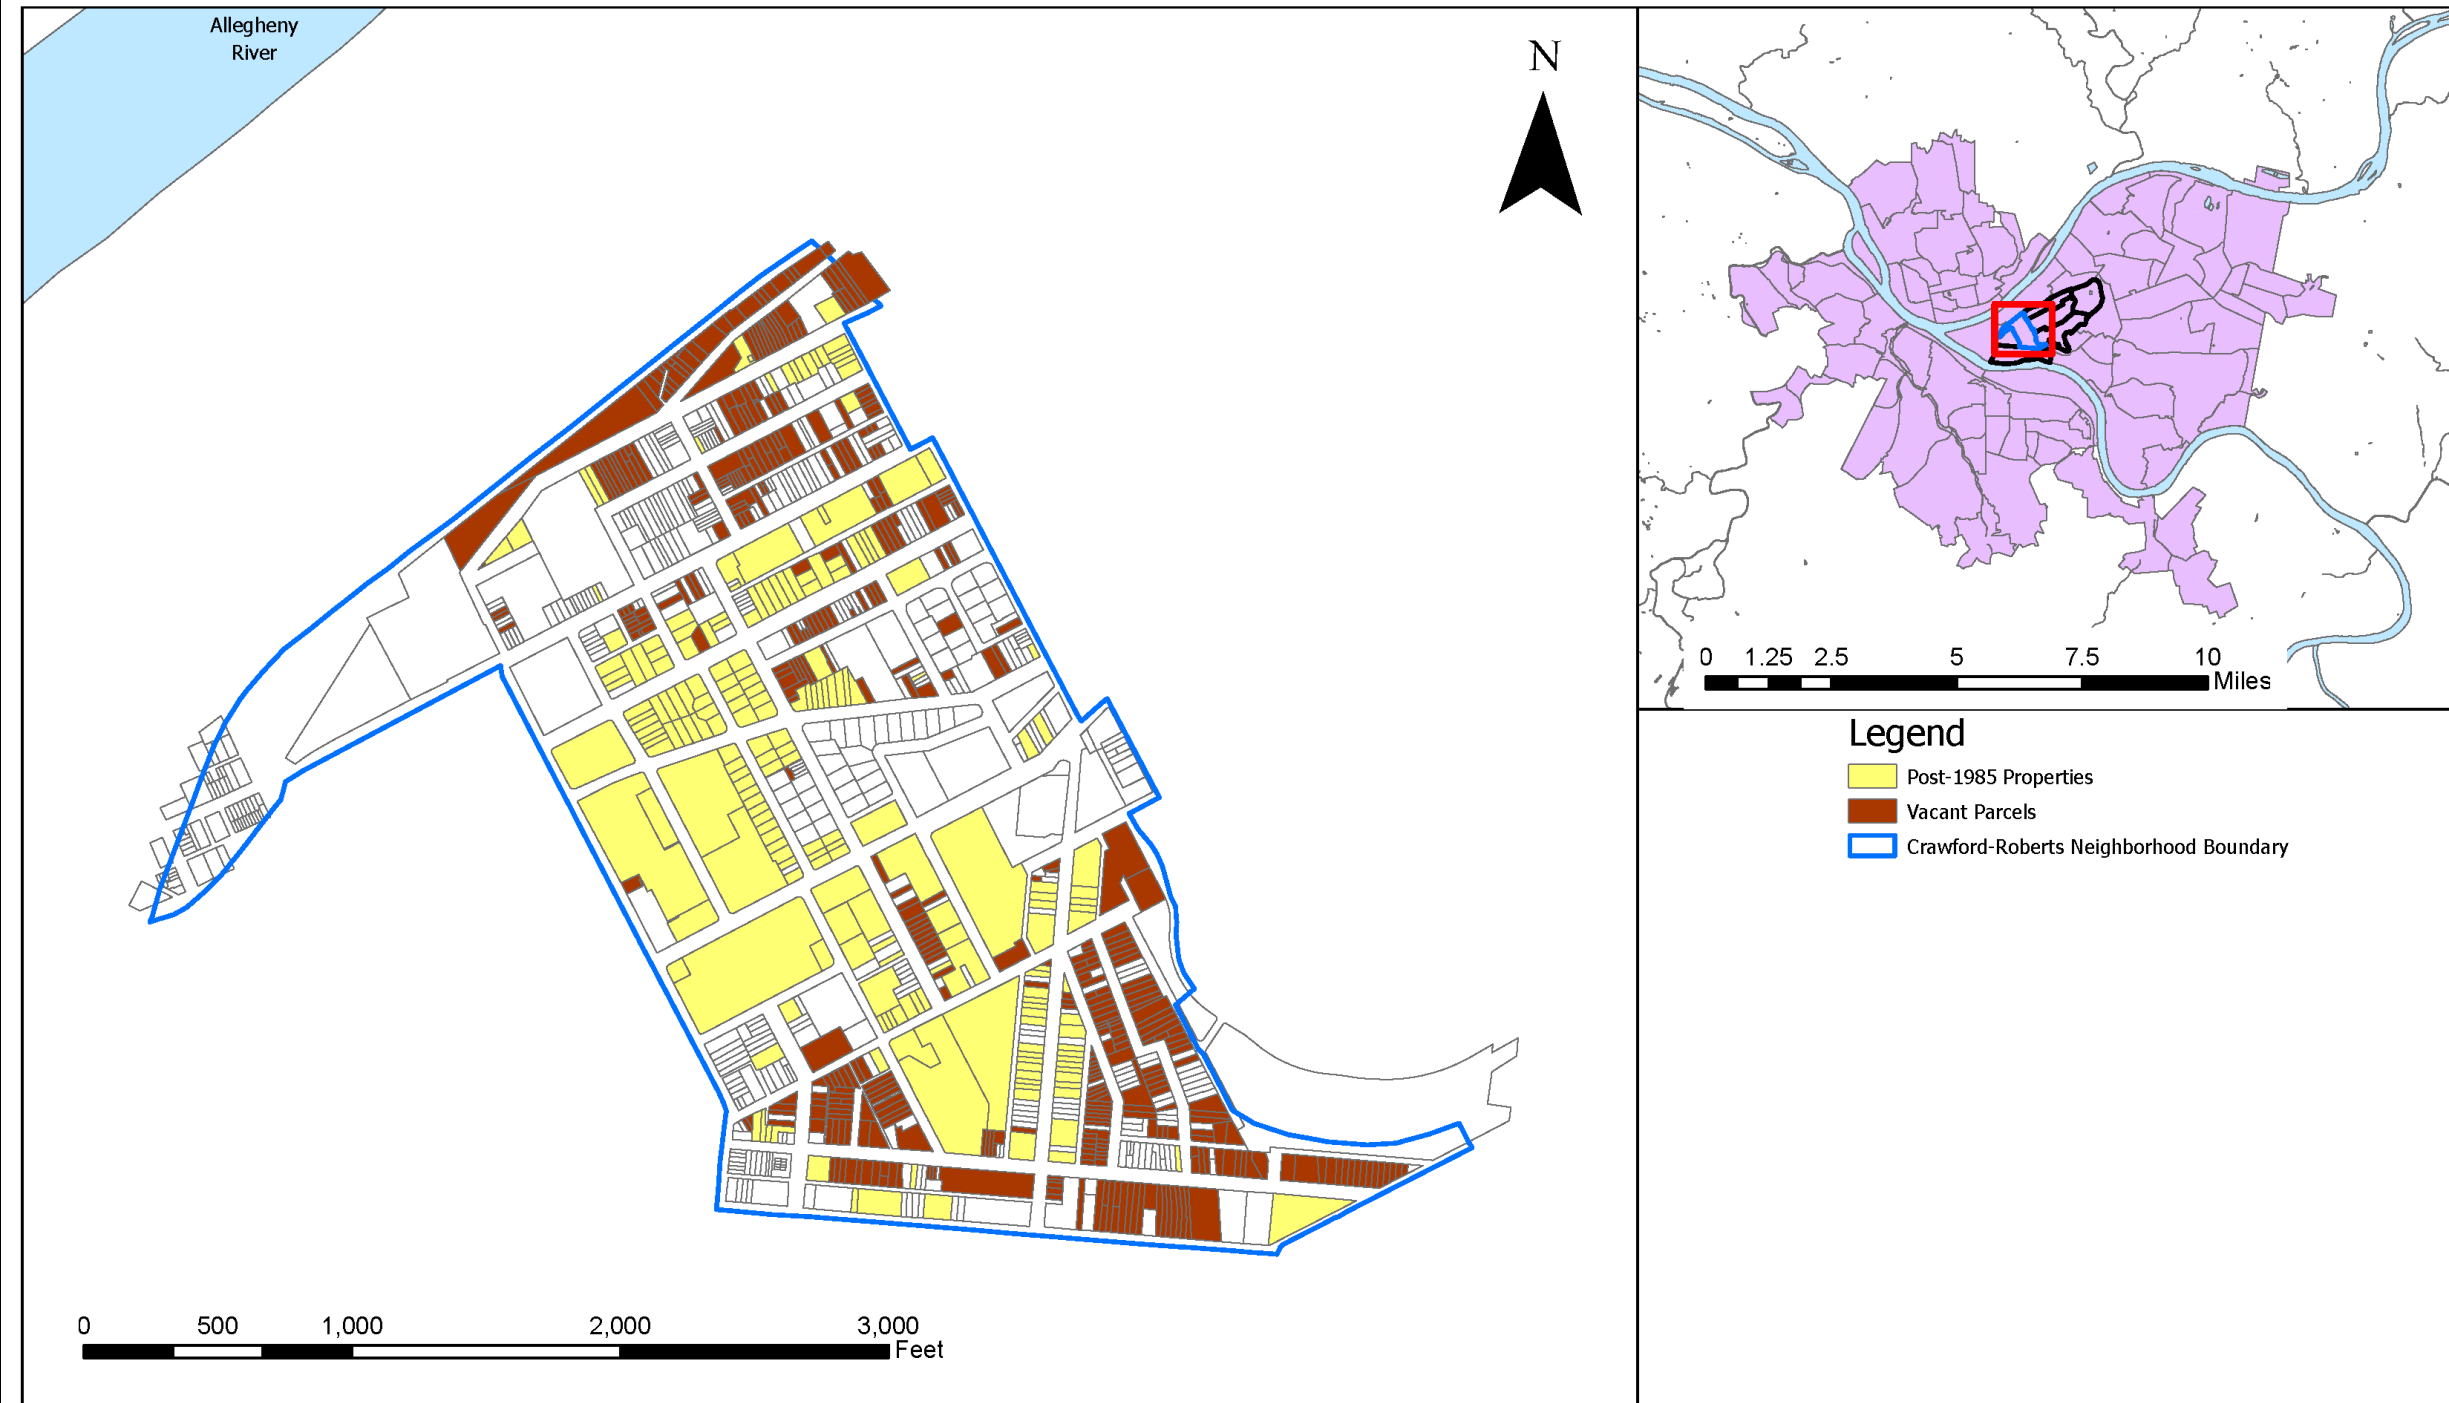 Allegheny
River
N
0 1.25 2.5 5 7.5 10
Miles
Legend
Post-1985 Properties
Vacant Parcels
Crawford-Roberts Neighborhood Boundary
0 500 1,000 2,000 3,000
Feet